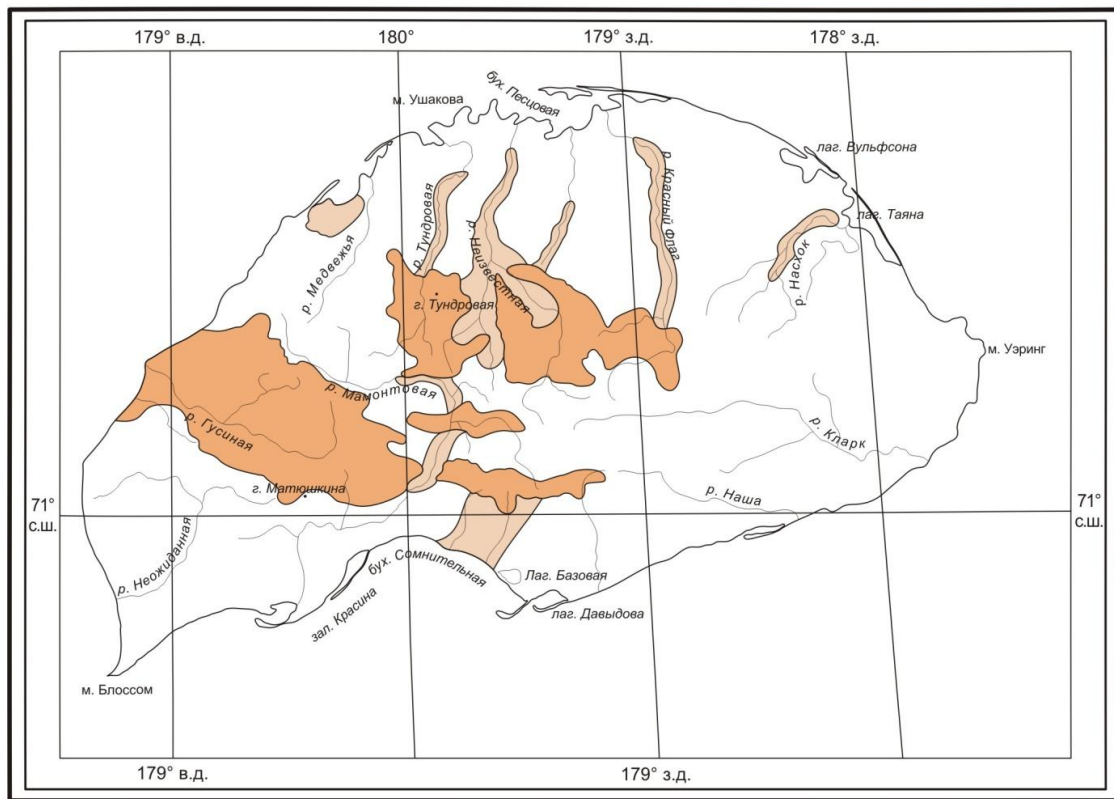 179° в.д.
180°
179° з.д.
178° з.д.
м. Ушакова
бух. Песцовая
лаг. Вульфсона
р. Красный Флаг
р. Тундровая
лаг. Таяна
р. Неизвестная
р. Медвежья
р. Насхок
г. Тундровая
м. Уэринг
р. Мамонтовая
р. Гусиная
р. Кларк
г. Матюшкина
р. Наша
71°
с.ш.
71°
с.ш.
р. Неожиданная
бух. Сомнительная
Лаг. Базовая
зал. Красина
лаг. Давыдова
м. Блоссом
179° в.д.
179° з.д.